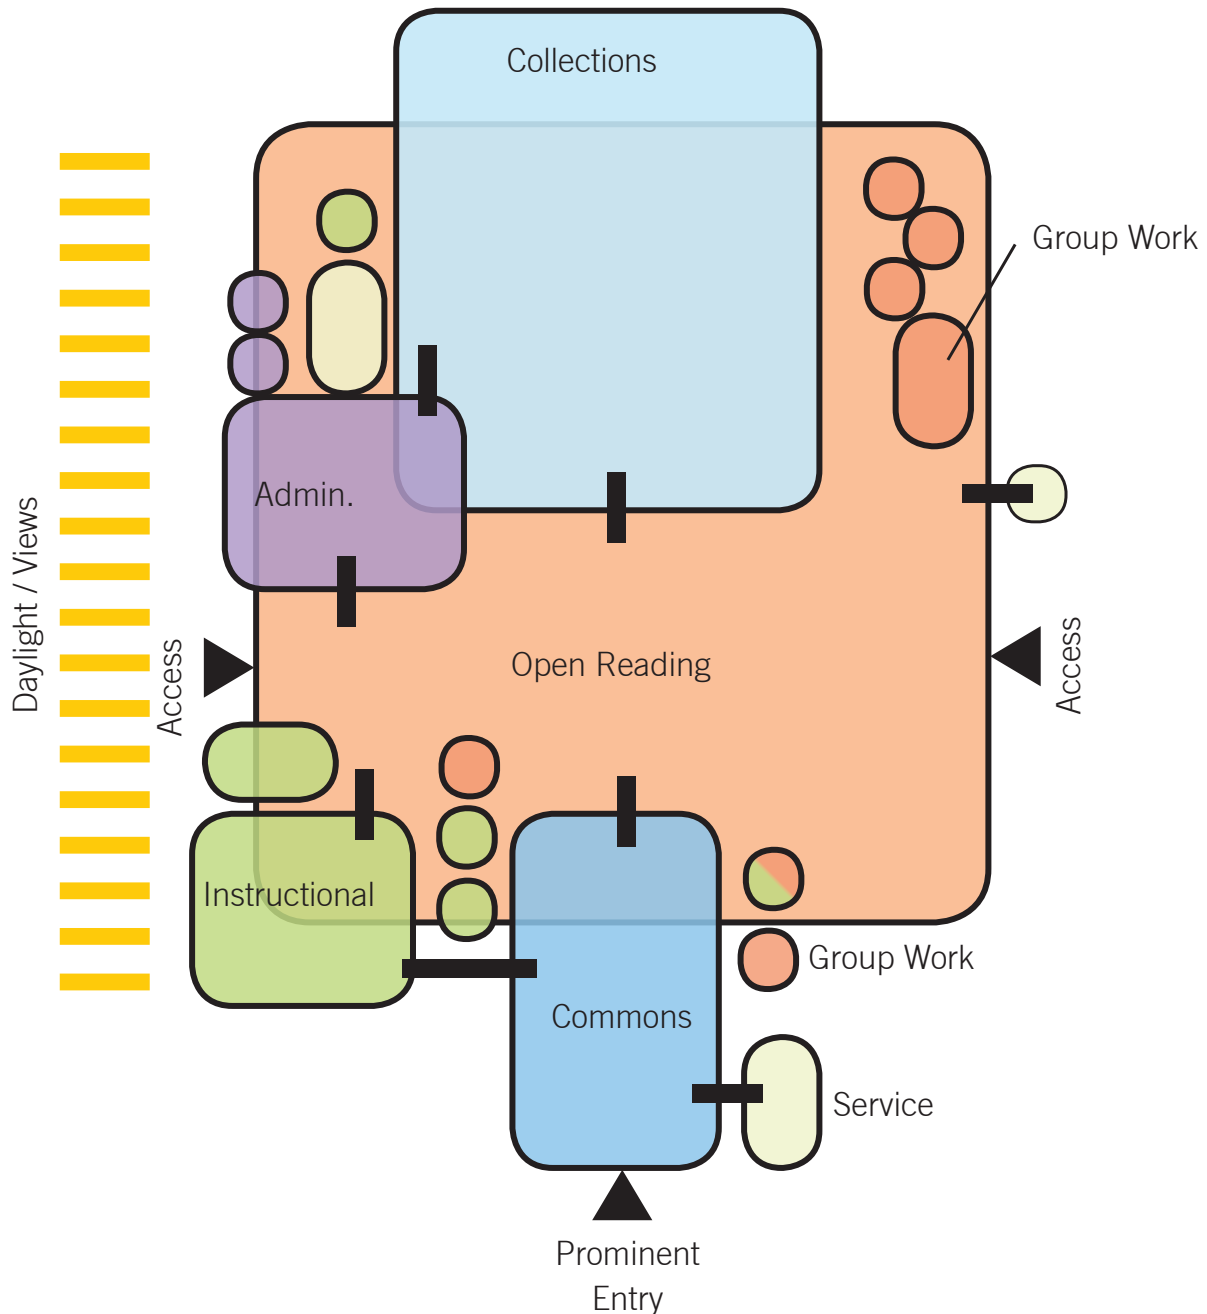 Collections
Group Work
Admin.
Daylight / Views
Access
Open Reading
Access
Instructional
Group Work
Commons
Service
Prominent
Entry